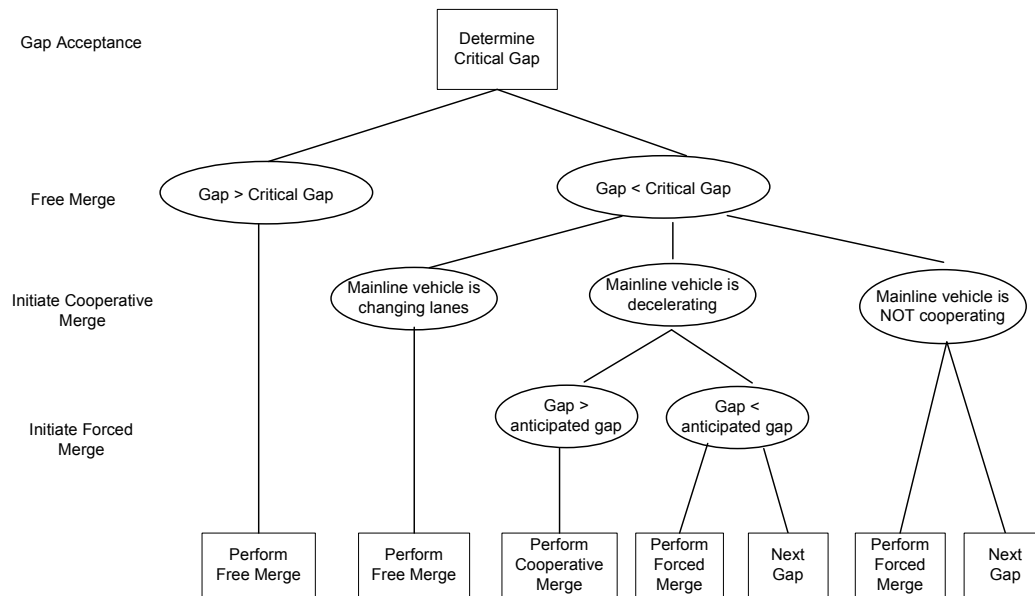 Gap Acceptance
Determine
Critical Gap
Free Merge
Gap > Critical Gap
Gap < Critical Gap
Initiate Cooperative
Merge
Mainline vehicle is
changing lanes
Mainline vehicle is
decelerating
Mainline vehicle is
NOT cooperating
Initiate Forced
Merge
Gap >
anticipated gap
Gap <
anticipated gap
Perform
Free Merge
Perform
Free Merge
Perform
Cooperative
Merge
Perform
Forced
Merge
Next
Gap
Perform
Forced
Merge
Next
Gap